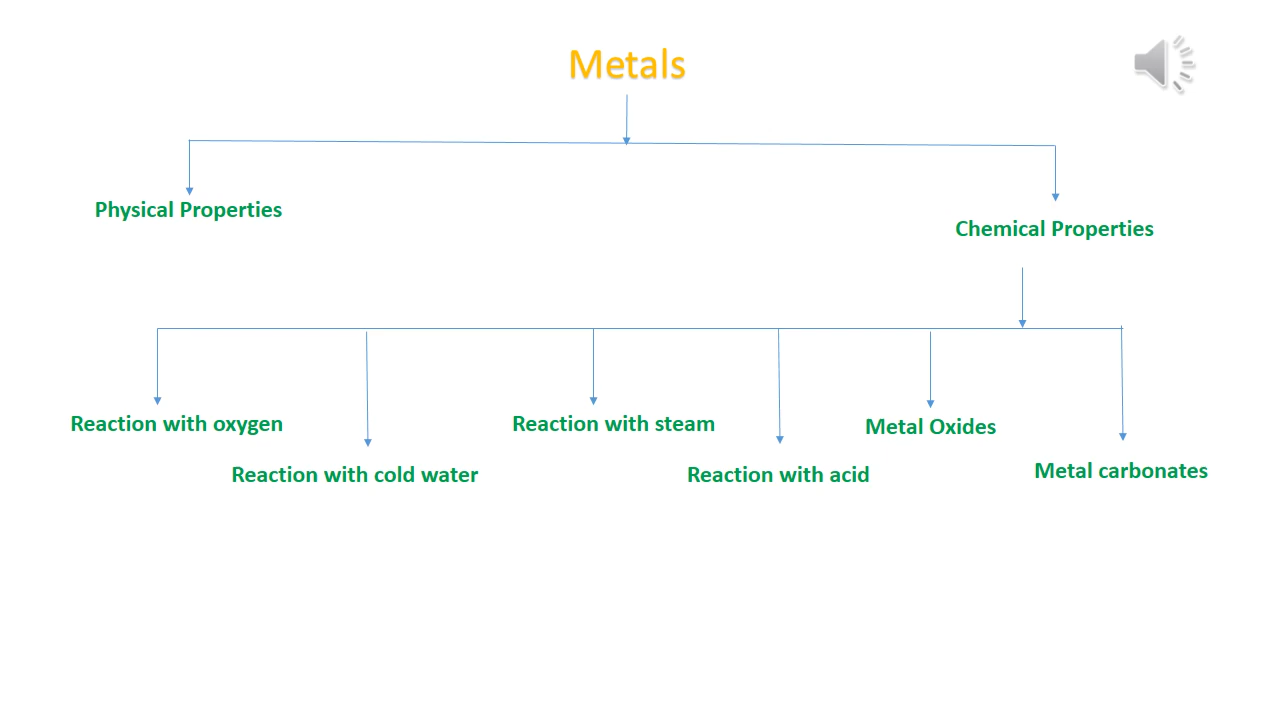 Metals
Physical Properties
Chemical Properties
Reaction with oxygen
Reaction with cold water
Reaction with steam
Reaction with acid
Metal Oxides
Metal carbonates